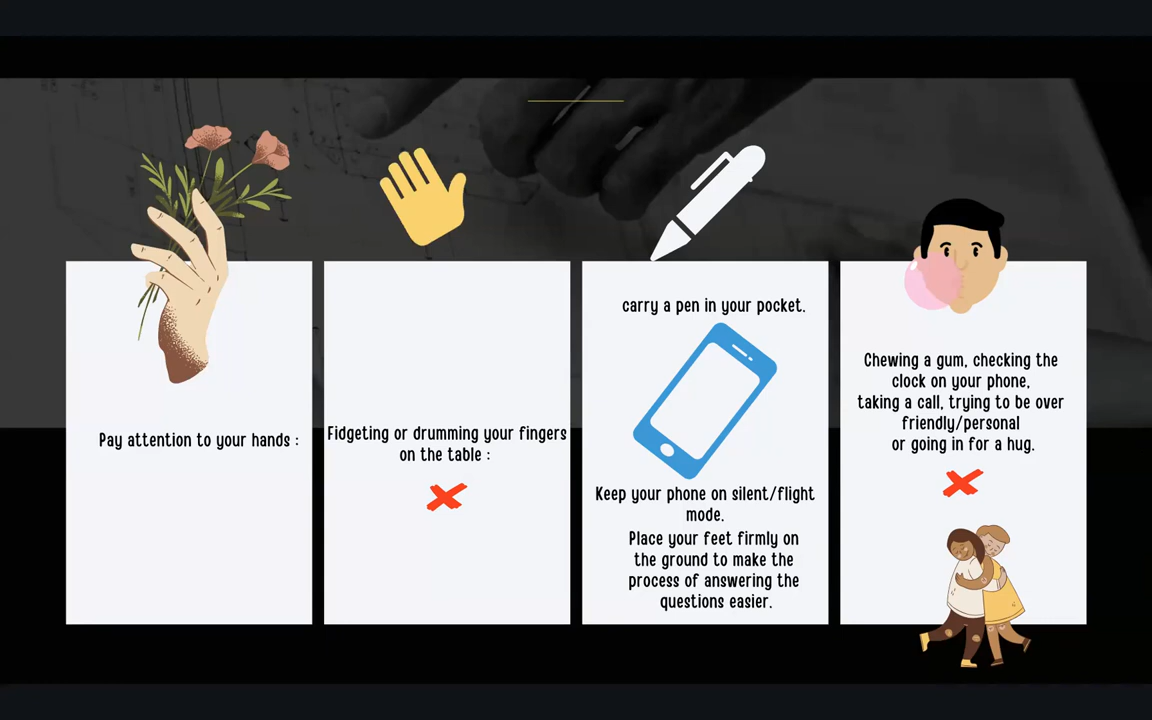 Pay attention to your hands :
Fidgeting or drumming your fingers
on the table :
carry a pen in your pocket.
Keep your phone on silent/flight
mode.
Place your feet firmly on
the ground to make the
process of answering the
questions easier.
Chewing a gum, checking the
clock on your phone,
taking a call, trying to be over
friendly/personal
or going in for a hug.